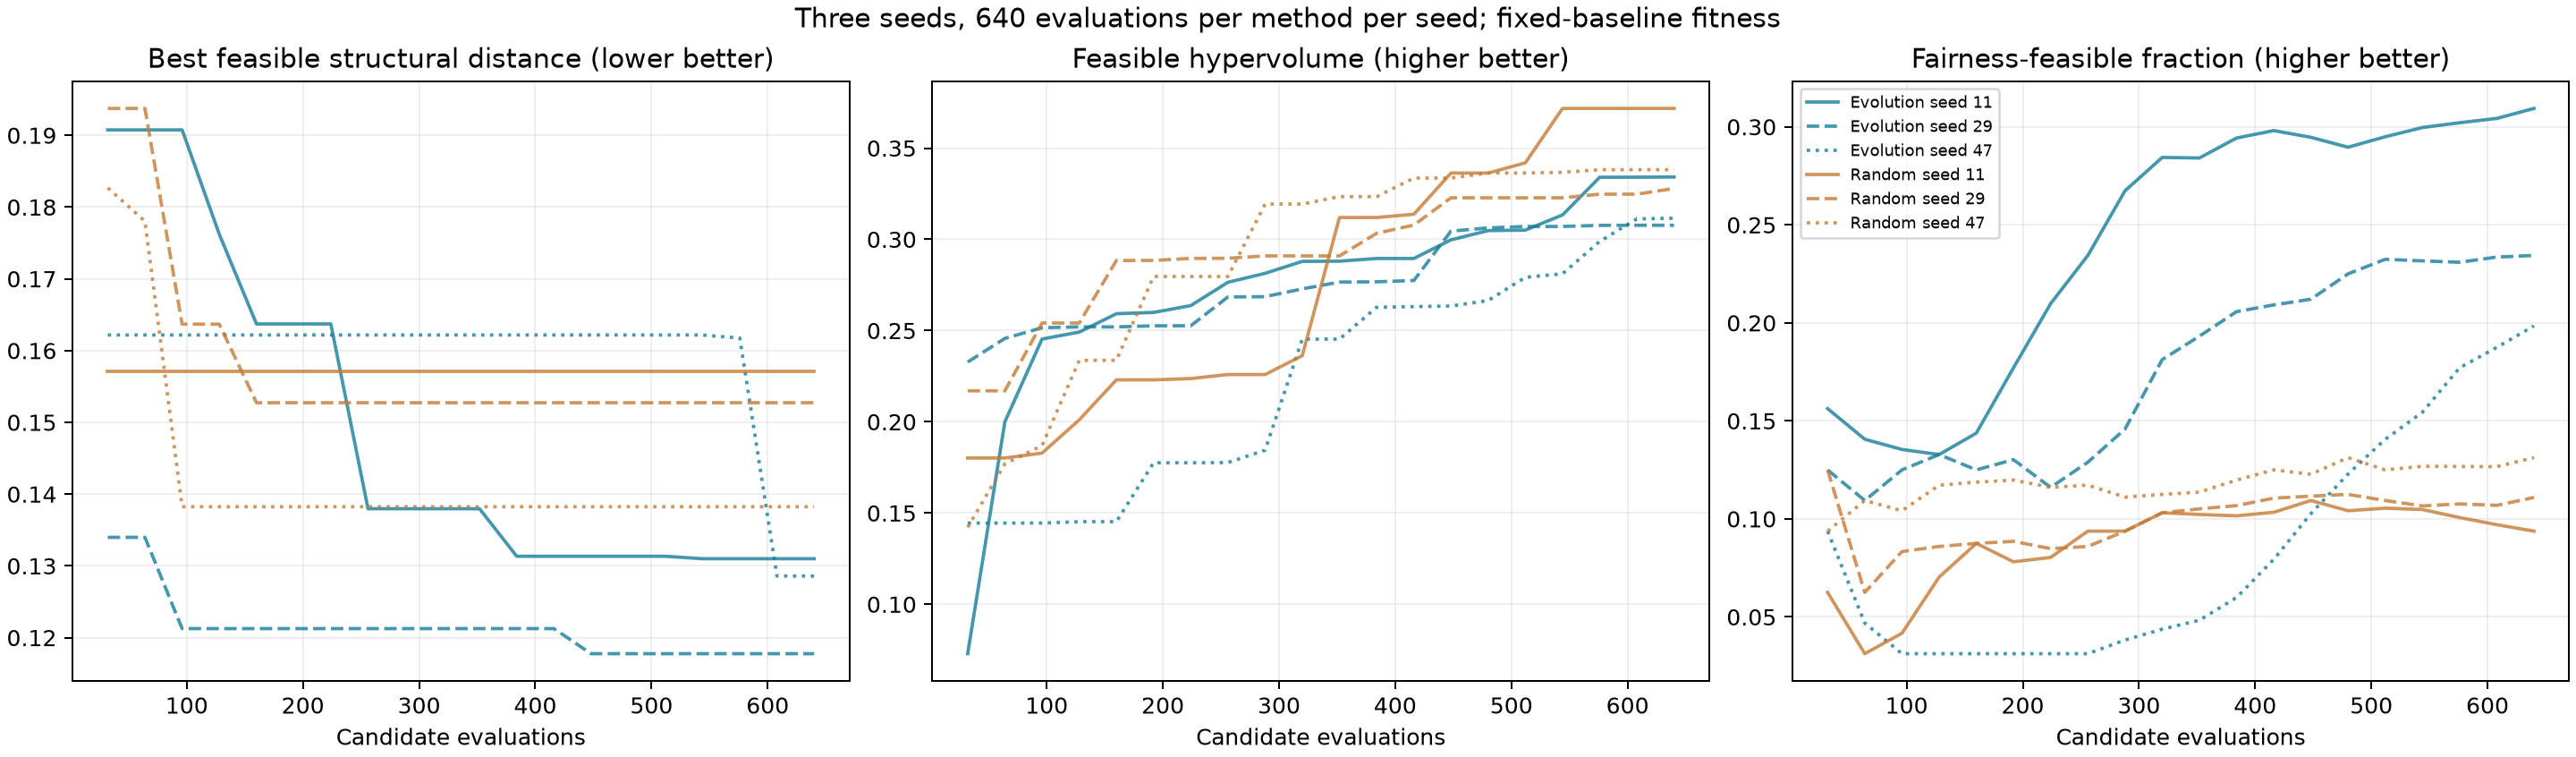 Three seeds, 640 evaluations per method per seed; fixed-baseline fitness
Best feasible structural distance (lower better)
0.19
0.18
0.17
0.16
0.15
0.14
0.13
0.12
100 200 300 400 500 600
Candidate evaluations
Feasible hypervolume (higher better)
0.35
0.30
0.25
0.20
0.15
0.10
100 200 300 400 500 600
Candidate evaluations
Fairness-feasible fraction (higher better)
Evolution seed 11
Evolution seed 29
Evolution seed 47
Random seed 11
Random seed 29
Random seed 47
0.30
0.25
0.20
0.15
0.10
0.05
100 200 300 400 500 600
Candidate evaluations